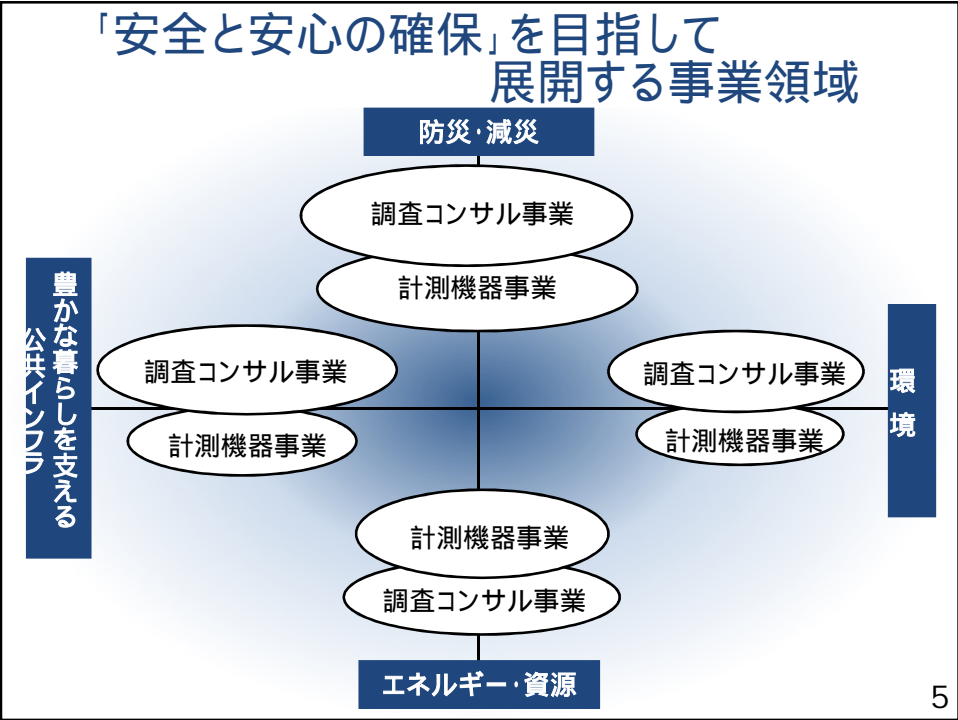 「安全と安心の確保」を目指して
展開する事業領域
防災・減災
調査コンサル事業
計測機器事業
豊かな暮らしを支える
公共インフラ
調査コンサル事業
計測機器事業
調査コンサル事業
計測機器事業
環境
計測機器事業
調査コンサル事業
エネルギー・資源
5